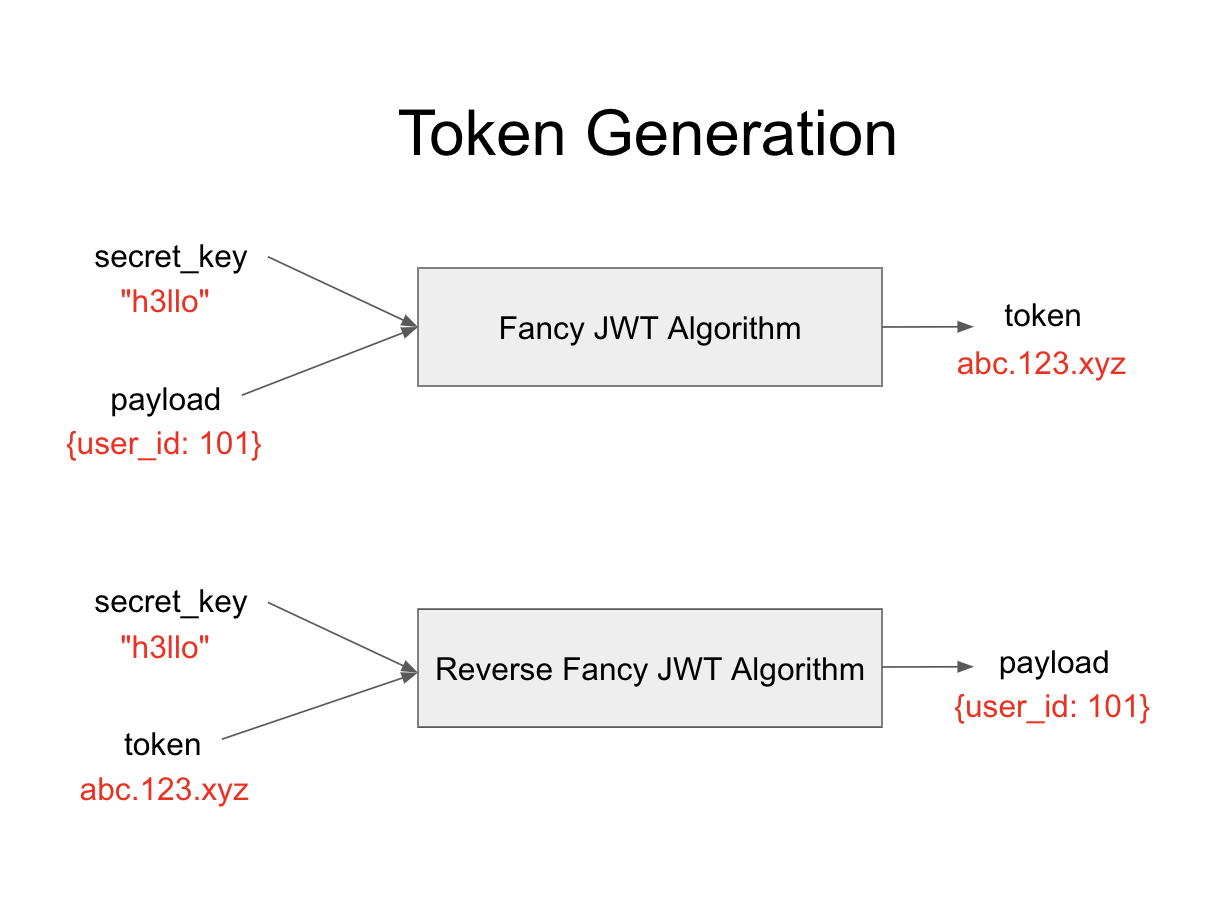 Token Generation
secret_key
"h3llo"
payload
{user_id: 101}
Fancy JWT Algorithm
token
abc.123.xyz
secret_key
"h3llo"
token
abc.123.xyz
Reverse Fancy JWT Algorithm
payload
{user_id: 101}